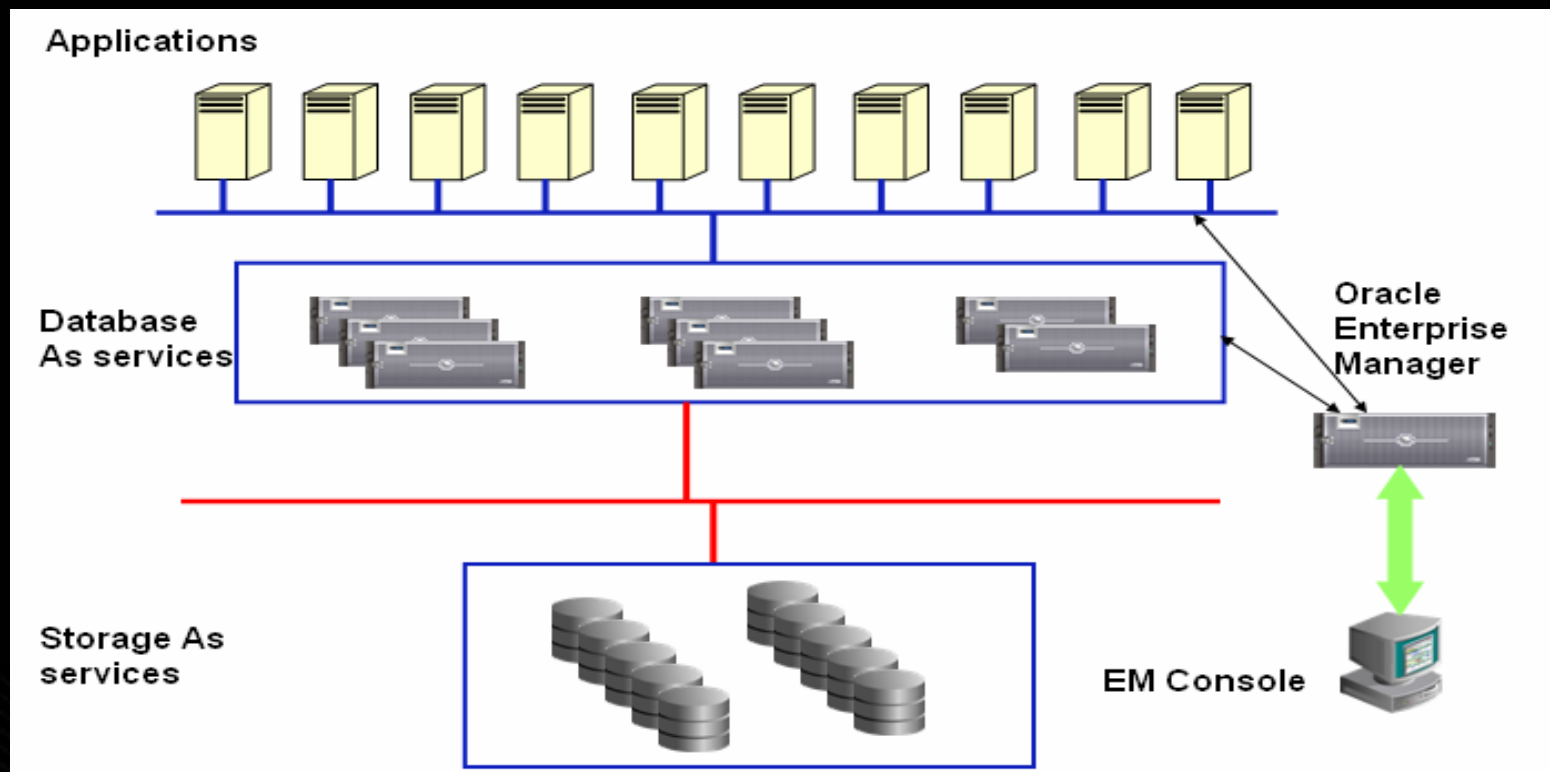 Applications
Database
As services
Oracle
Enterprise
Manager
Storage As
services
EM Console